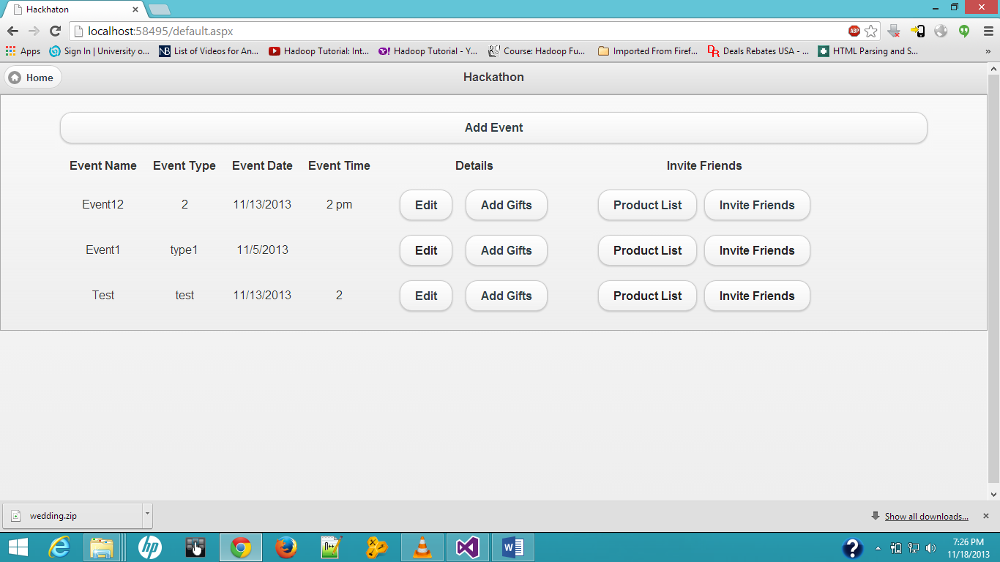 Hackhaton
localhost:58495/default.aspx
ABP
Apps Sign In | University o... NB List of Videos for An... Hadoop Tutorial: Int... Y! Hadoop Tutorial - Y... Course: Hadoop Fu... Imported From Firef... DR Deals Rebates USA - ... HTML Parsing and S... »
Home Hackathon
Add Event
Event Name Event Type Event Date Event Time Details Invite Friends
Event12 2 11/13/2013 2 pm Edit Add Gifts Product List Invite Friends
Event1 type1 11/5/2013 Edit Add Gifts Product List Invite Friends
Test test 11/13/2013 2 Edit Add Gifts Product List Invite Friends
wedding.zip Show all downloads...
hp N++ W ? 7:26 PM
11/18/2013